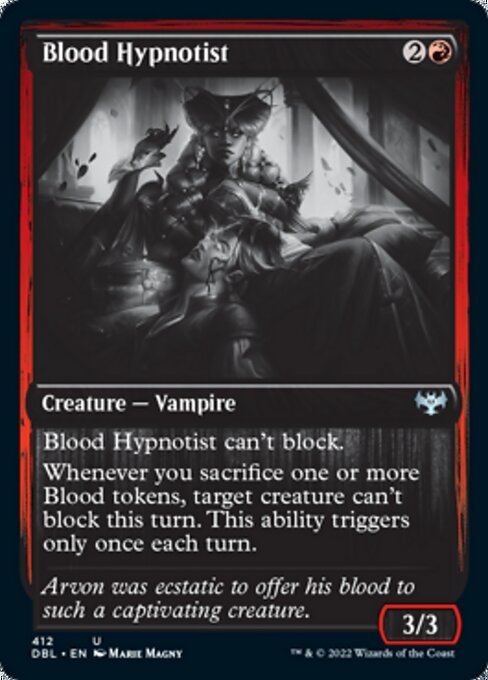 Blood Hypnotist 2
Creature — Vampire
Blood Hypnotist can't block.
Whenever you sacrifice one or more
Blood tokens, target creature can't
block this turn. This ability triggers
only once each turn.
Arvon was ecstatic to offer his blood to
such a captivating creature.
3/3
412 U
DBL • EN Marie Magny
™ & © 2022 Wizards of the Coast